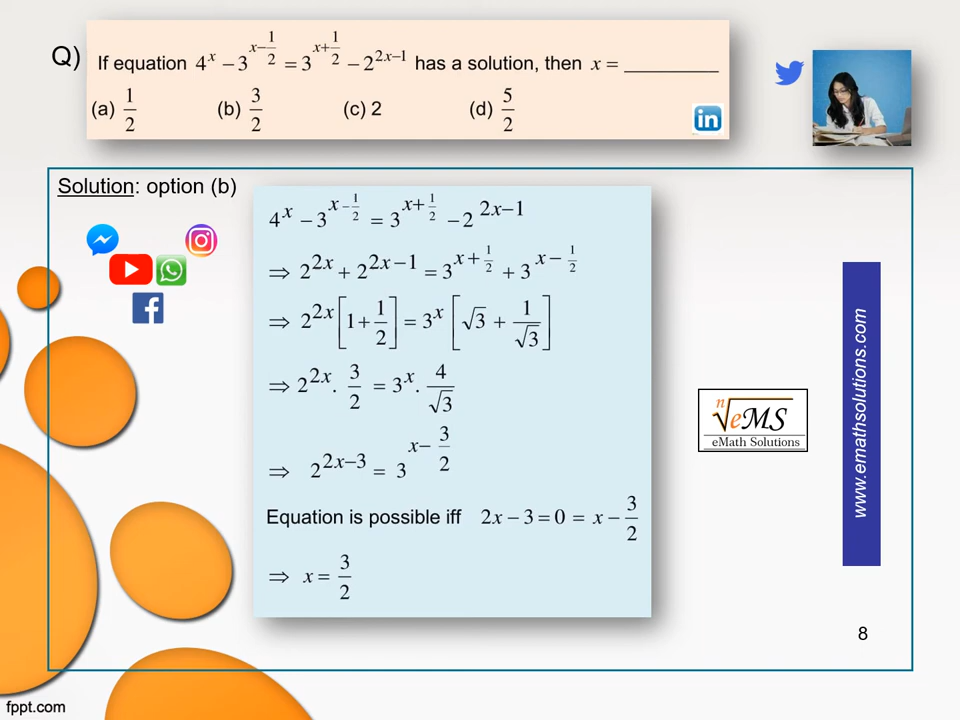 Q) If equation 4^x − 3^(x−1/2) = 3^(x+1/2) − 2^(2x−1) has a solution, then x = _________
(a) 1/2 (b) 3/2 (c) 2 (d) 5/2
in
Solution: option (b)
4^x − 3^(x−1/2) = 3^(x+1/2) − 2^(2x−1)
⇒ 2^(2x) + 2^(2x−1) = 3^(x+1/2) + 3^(x−1/2)
⇒ 2^(2x) [1 + 1/2] = 3^x [√3 + 1/√3]
⇒ 2^(2x) . 3/2 = 3^x . 4/√3
⇒ 2^(2x−3) = 3^(x−3/2)
Equation is possible iff 2x − 3 = 0 = x − 3/2
⇒ x = 3/2
n√eMS
eMath Solutions
www.emathsolutions.com
8
fppt.com